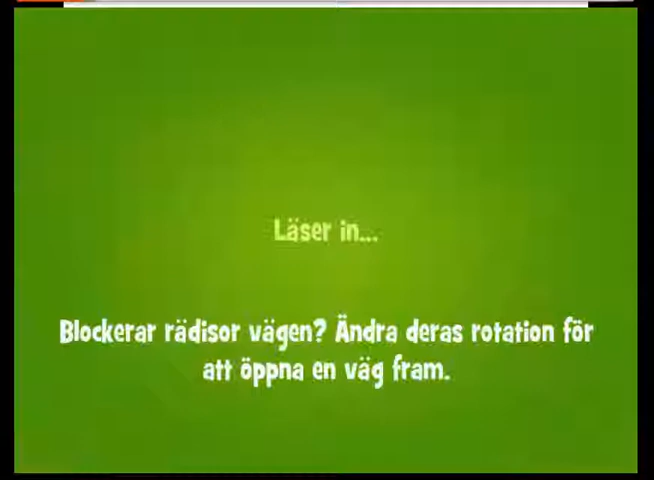 Läser in...
Blockerar rädisor vägen? Ändra deras rotation för
att öppna en väg fram.